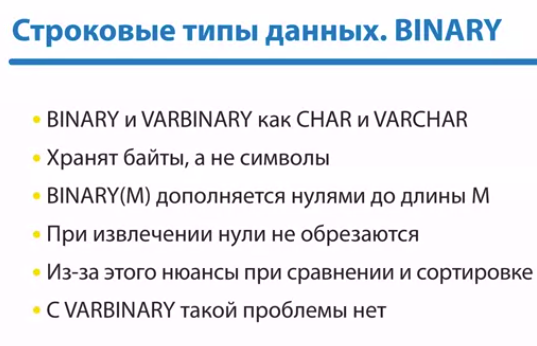 Строковые типы данных. BINARY
• BINARY и VARBINARY как CHAR и VARCHAR
• Хранят байты, а не символы
• BINARY(M) дополняется нулями до длины M
• При извлечении нули не обрезаются
• Из-за этого нюансы при сравнении и сортировке
• С VARBINARY такой проблемы нет